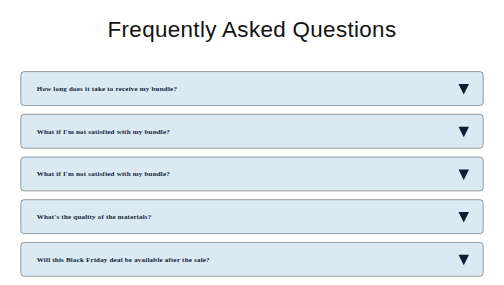 Frequently Asked Questions
How long does it take to receive my bundle?
What if I'm not satisfied with my bundle?
What if I'm not satisfied with my bundle?
What's the quality of the materials?
Will this Black Friday deal be available after the sale?